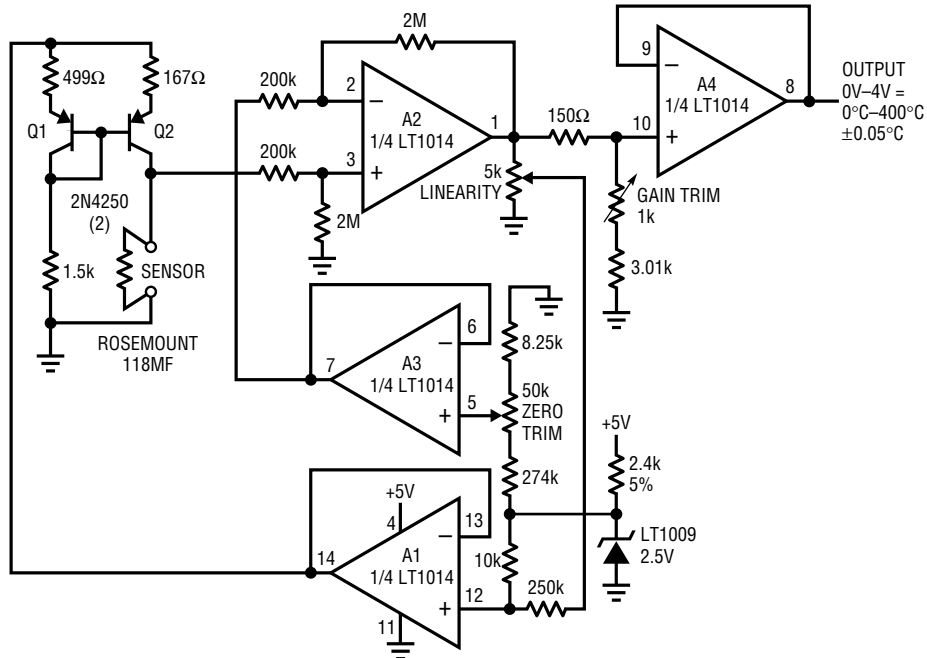 2M
499Ω
167Ω
200k
2
−
A2
1/4 LT1014
1
3
+
200k
2M
Q1
Q2
2N4250
(2)
1.5k
SENSOR
ROSEMOUNT
118MF
5k
LINEARITY
150Ω
9
−
A4
1/4 LT1014
8
10
+
GAIN TRIM
1k
3.01k
OUTPUT
0V–4V =
0°C–400°C
±0.05°C
6
−
A3
1/4 LT1014
7
5
+
8.25k
50k
ZERO
TRIM
274k
+5V
2.4k
5%
LT1009
2.5V
+5V
4
13
−
14
A1
1/4 LT1014
12
+
11
10k
250k